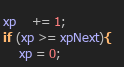 xp    += 1;
if (xp >= xpNext){
    xp = 0;